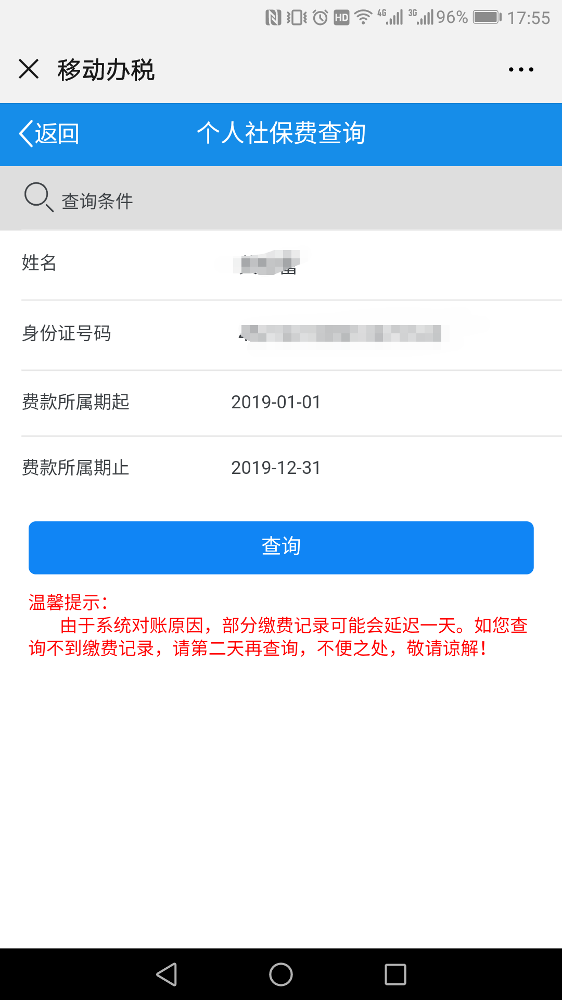 HD 4G 3G 96% 17:55
移动办税
返回 个人社保费查询
查询条件
姓名
身份证号码
费款所属期起 2019-01-01
费款所属期止 2019-12-31
查询
温馨提示：
由于系统对账原因，部分缴费记录可能会延迟一天。如您查
询不到缴费记录，请第二天再查询，不便之处，敬请谅解！